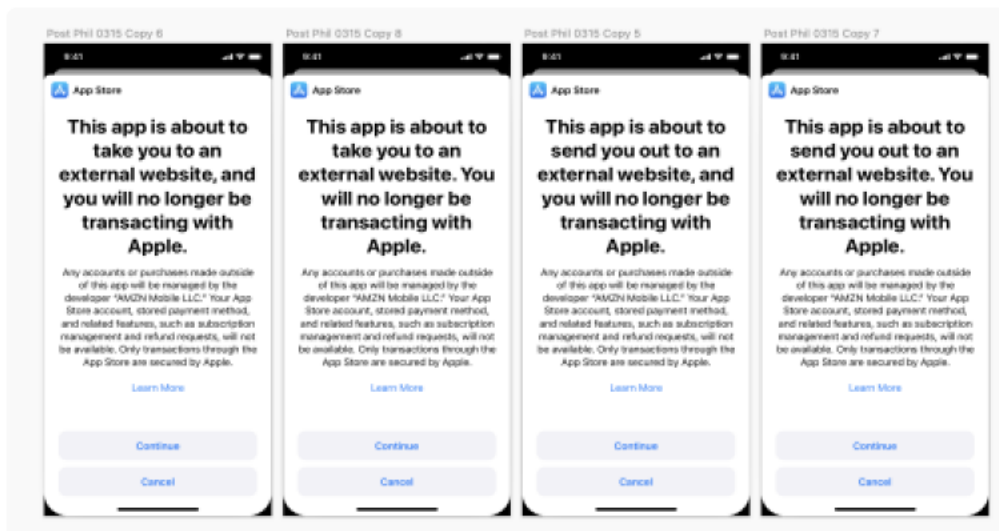 Post Phil 0315 Copy 6
9:41
App Store
This app is about to
take you to an
external website, and
you will no longer be
transacting with
Apple.
Any accounts or purchases made outside
of this app will be managed by the
developer “AMZN Mobile LLC.” Your App
Store account, stored payment method,
and related features, such as subscription
management and refund requests, will not
be available. Only transactions through the
App Store are secured by Apple.
Learn More
Continue
Cancel
Post Phil 0315 Copy 8
9:41
App Store
This app is about to
take you to an
external website. You
will no longer be
transacting with
Apple.
Any accounts or purchases made outside
of this app will be managed by the
developer “AMZN Mobile LLC.” Your App
Store account, stored payment method,
and related features, such as subscription
management and refund requests, will not
be available. Only transactions through the
App Store are secured by Apple.
Learn More
Continue
Cancel
Post Phil 0315 Copy 5
9:41
App Store
This app is about to
send you out to an
external website, and
you will no longer be
transacting with
Apple.
Any accounts or purchases made outside
of this app will be managed by the
developer “AMZN Mobile LLC.” Your App
Store account, stored payment method,
and related features, such as subscription
management and refund requests, will not
be available. Only transactions through the
App Store are secured by Apple.
Learn More
Continue
Cancel
Post Phil 0315 Copy 7
9:41
App Store
This app is about to
send you out to an
external website. You
will no longer be
transacting with
Apple.
Any accounts or purchases made outside
of this app will be managed by the
developer “AMZN Mobile LLC.” Your App
Store account, stored payment method,
and related features, such as subscription
management and refund requests, will not
be available. Only transactions through the
App Store are secured by Apple.
Learn More
Continue
Cancel